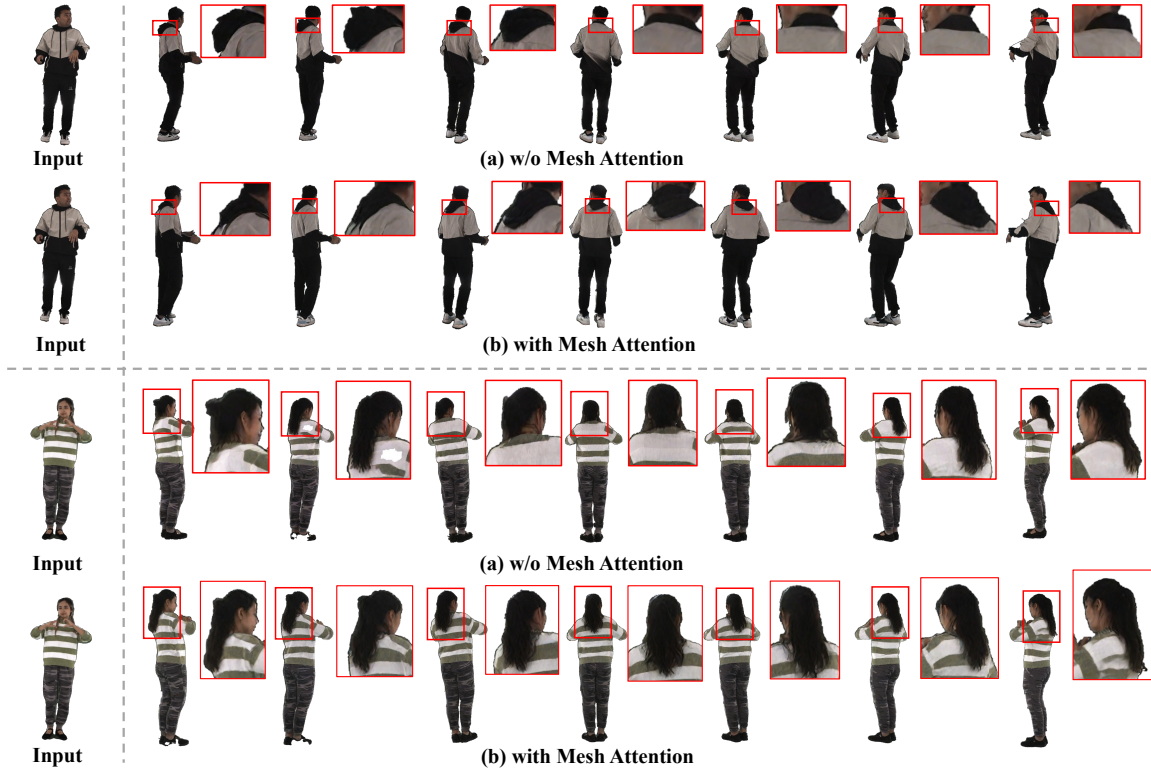 Input
(a) w/o Mesh Attention
Input
(b) with Mesh Attention
Input
(a) w/o Mesh Attention
Input
(b) with Mesh Attention